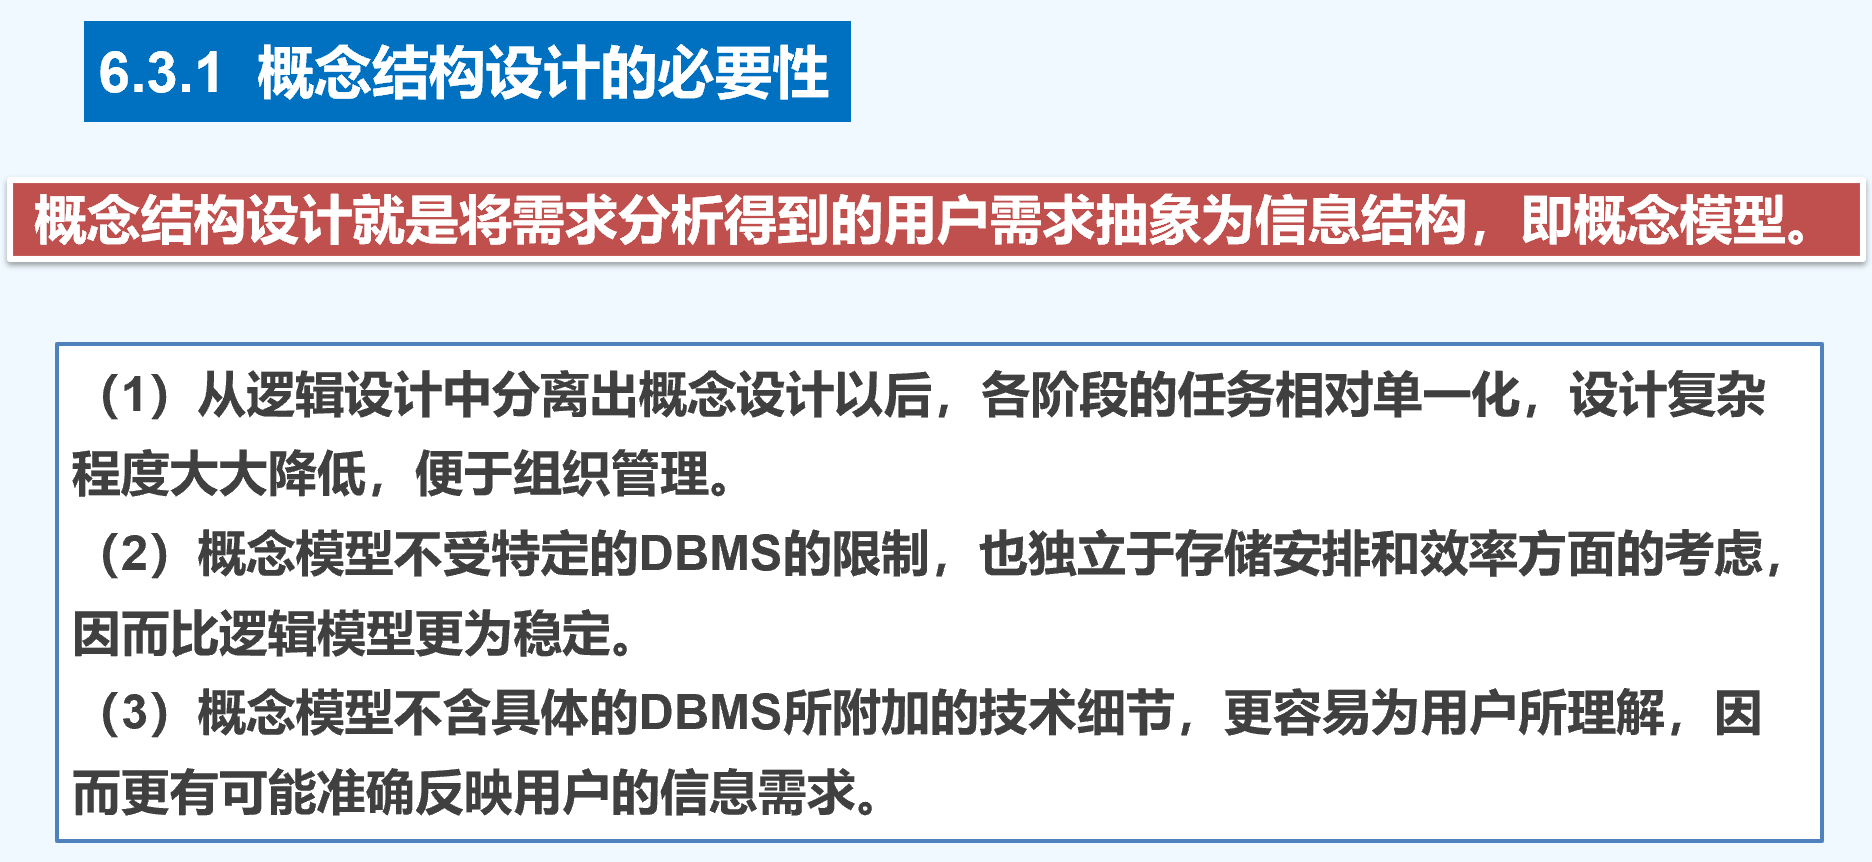 6.3.1 概念结构设计的必要性
概念结构设计就是将需求分析得到的用户需求抽象为信息结构，即概念模型。
（1）从逻辑设计中分离出概念设计以后，各阶段的任务相对单一化，设计复杂
程度大大降低，便于组织管理。
（2）概念模型不受特定的DBMS的限制，也独立于存储安排和效率方面的考虑，
因而比逻辑模型更为稳定。
（3）概念模型不含具体的DBMS所附加的技术细节，更容易为用户所理解，因
而更有可能准确反映用户的信息需求。